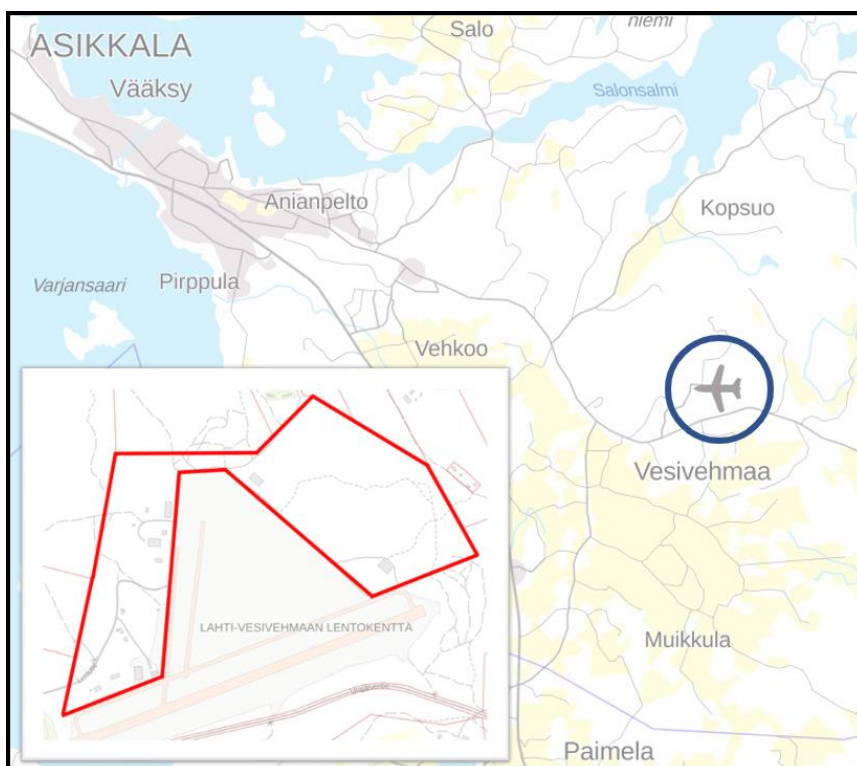 ASIKKALA
Vääksy
Salo
niemi
Salonsalmi
Anianpelto
Kopsuo
Varjansaari
Pirppula
Vehkoo
Vesivehmaa
LAHTI-VESIVEHMAAN LENTOKENTTÄ
Muikkula
Paimela